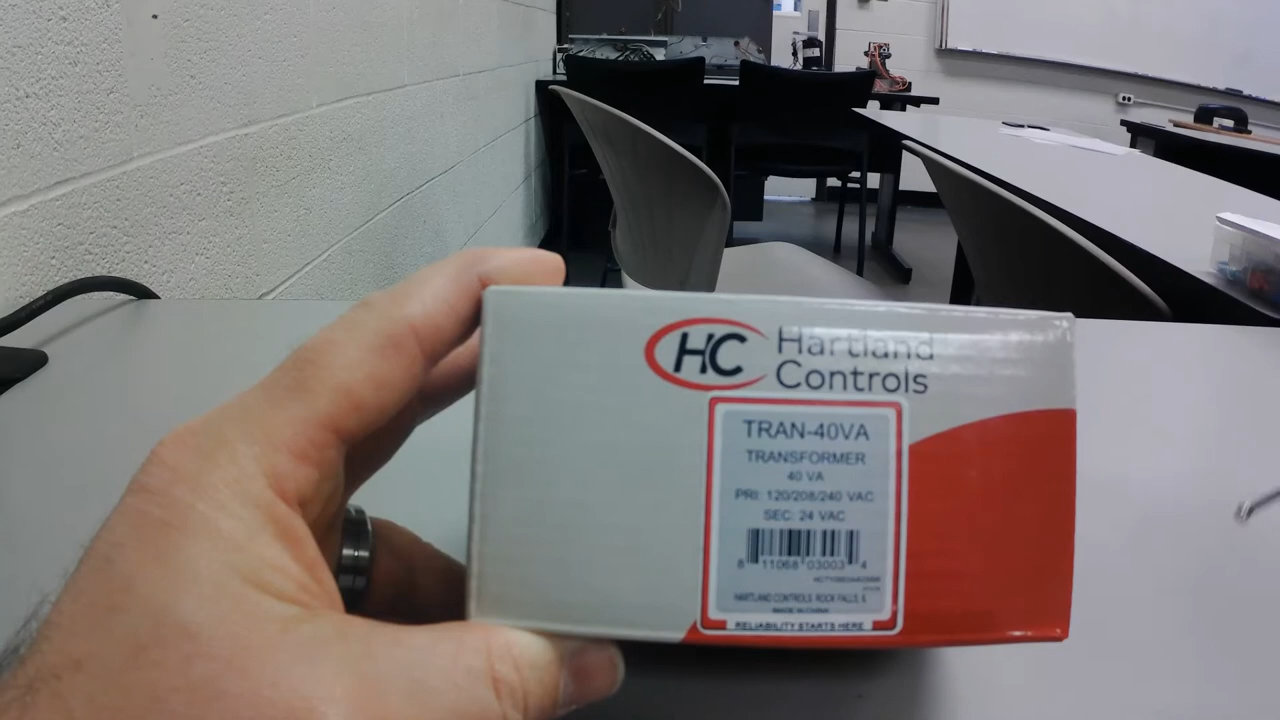 HC
Hartland
Controls
TRAN-40VA
TRANSFORMER
40 VA
PRI: 120/208/240 VAC
SEC: 24 VAC
8 11068 03003 4
HARTLAND CONTROLS, ROCK FALLS, IL
MADE IN CHINA
RELIABILITY STARTS HERE